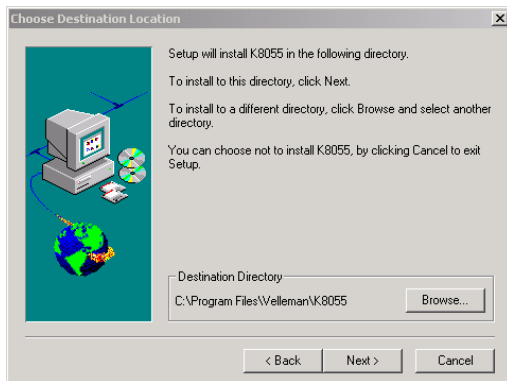 Choose Destination Location
Setup will install K8055 in the following directory.
To install to this directory, click Next.
To install to a different directory, click Browse and select another
directory.
You can choose not to install K8055, by clicking Cancel to exit
Setup.
Destination Directory
C:\Program Files\Velleman\K8055
Browse...
< Back
Next >
Cancel